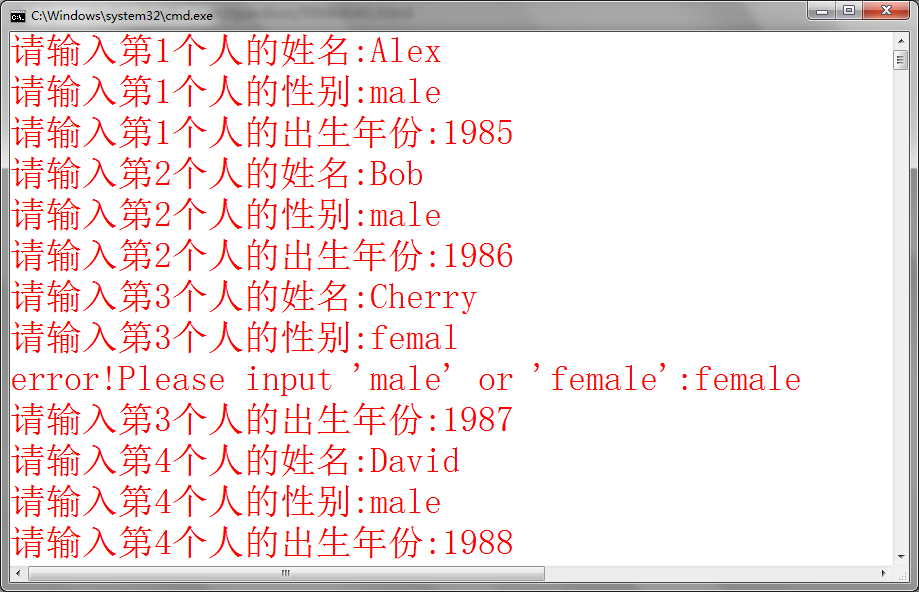 C:\Windows\system32\cmd.exe
请输入第1个人的姓名:Alex
请输入第1个人的性别:male
请输入第1个人的出生年份:1985
请输入第2个人的姓名:Bob
请输入第2个人的性别:male
请输入第2个人的出生年份:1986
请输入第3个人的姓名:Cherry
请输入第3个人的性别:femal
error!Please input 'male' or 'female':female
请输入第3个人的出生年份:1987
请输入第4个人的姓名:David
请输入第4个人的性别:male
请输入第4个人的出生年份:1988